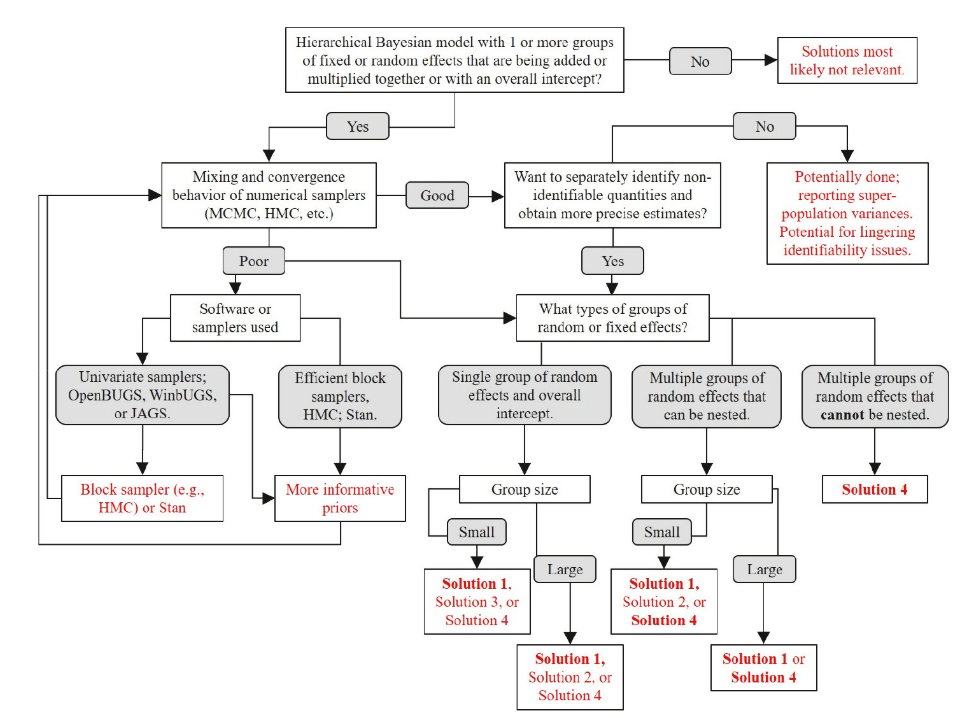 Hierarchical Bayesian model with 1 or more groups
of fixed or random effects that are being added or
multiplied together or with an overall intercept?
No
Solutions most
likely not relevant.
Yes
No
Mixing and convergence
behavior of numerical samplers
(MCMC, HMC, etc.)
Good
Want to separately identify non-
identifiable quantities and
obtain more precise estimates?
Potentially done;
reporting super-
population variances.
Potential for lingering
identifiability issues.
Poor
Yes
Software or
samplers used
What types of groups of
random or fixed effects?
Univariate samplers;
OpenBUGS, WinbUGS,
or JAGS.
Efficient block
samplers,
HMC; Stan.
Single group of random
effects and overall
intercept.
Multiple groups of
random effects that
can be nested.
Multiple groups of
random effects that
cannot be nested.
Block sampler (e.g.,
HMC) or Stan
More informative
priors
Group size
Group size
Solution 4
Small
Small
Large
Large
Solution 1,
Solution 3, or
Solution 4
Solution 1,
Solution 2, or
Solution 4
Solution 1,
Solution 2, or
Solution 4
Solution 1 or
Solution 4